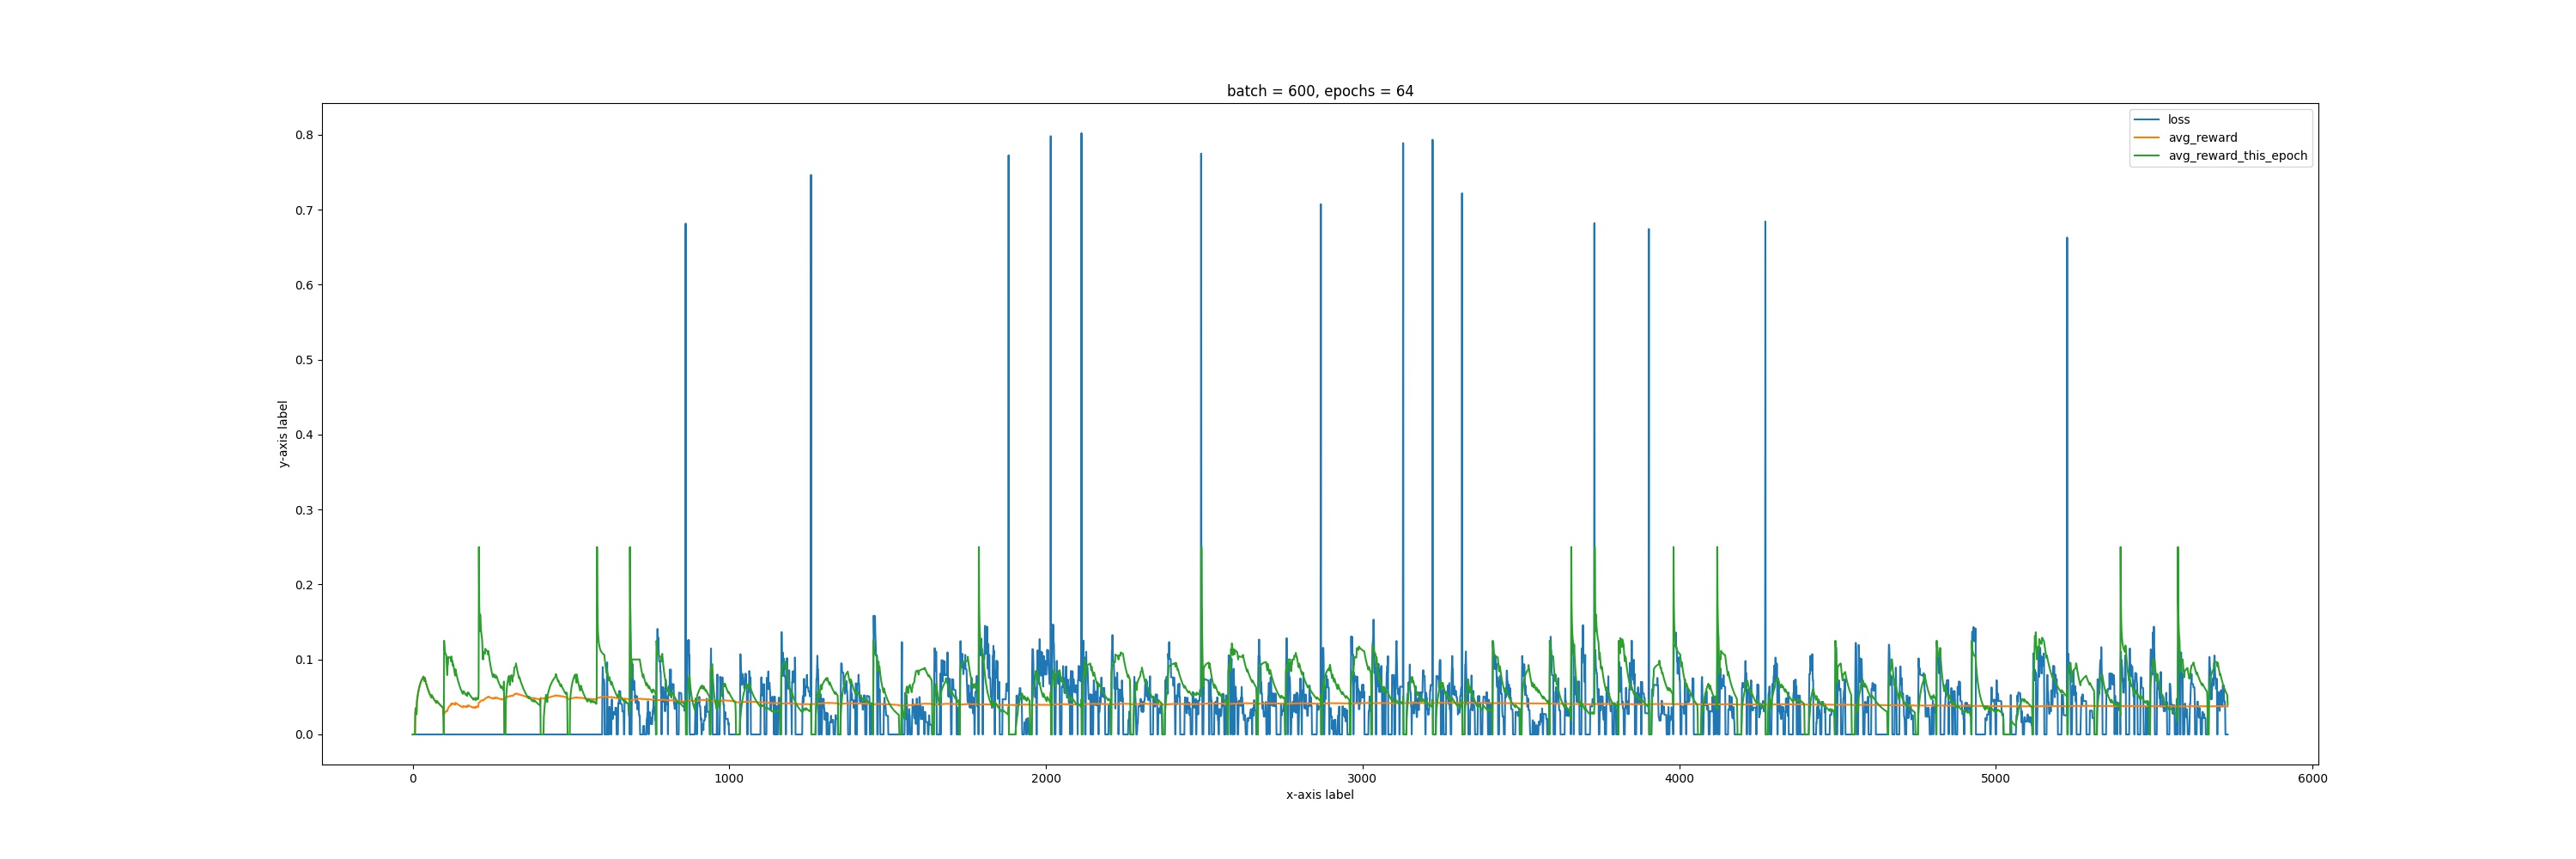 batch = 600, epochs = 64
loss
avg_reward
avg_reward_this_epoch
y-axis label
0.8
0.7
0.6
0.5
0.4
0.3
0.2
0.1
0.0
0 1000 2000 3000 4000 5000 6000
x-axis label